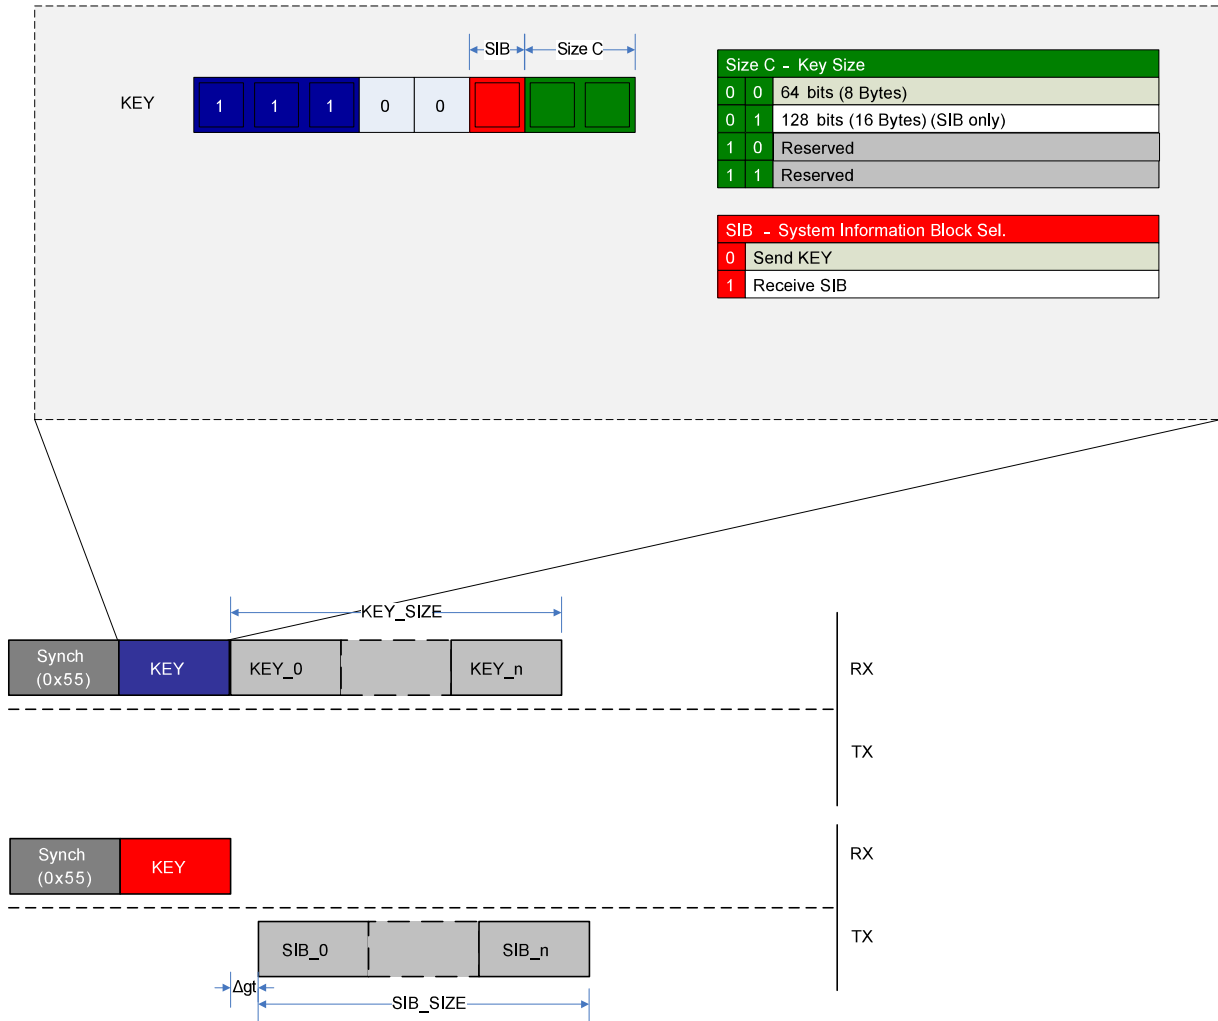 SIB Size C
KEY 1 1 1 0 0
Size C - Key Size
0 0 64 bits (8 Bytes)
0 1 128 bits (16 Bytes) (SIB only)
1 0 Reserved
1 1 Reserved
SIB - System Information Block Sel.
0 Send KEY
1 Receive SIB
KEY_SIZE
Synch
(0x55)
KEY
KEY_0
KEY_n
RX
TX
Synch
(0x55)
KEY
RX
SIB_0
SIB_n
TX
Δgt
SIB_SIZE